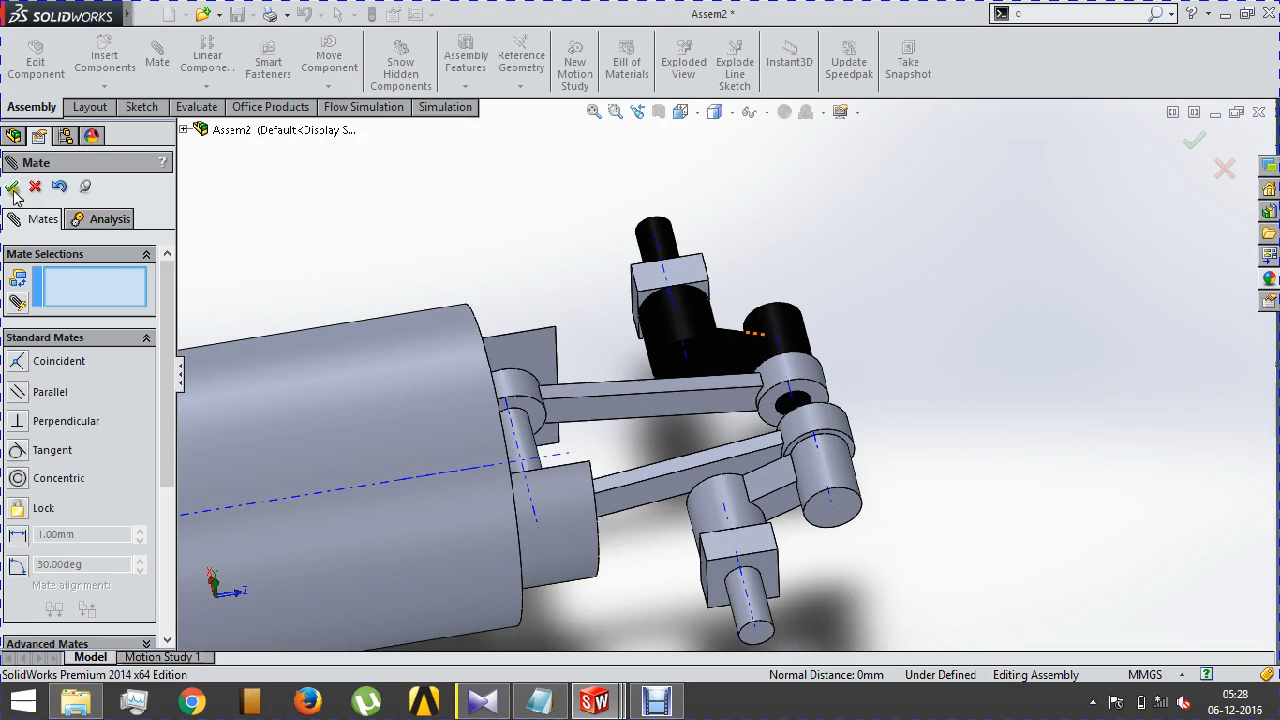 SOLIDWORKS
Assem2 *
c
Edit Component
Insert Components
Mate
Linear Compone...
Smart Fasteners
Move Component
Show Hidden Components
Assembly Features
Reference Geometry
New Motion Study
Bill of Materials
Exploded View
Explode Line Sketch
Instant3D
Update Speedpak
Take Snapshot
Assembly
Layout
Sketch
Evaluate
Office Products
Flow Simulation
Simulation
Assem2 (Default<Display S...
Mate
?
Mates
Analysis
Mate Selections
Standard Mates
Coincident
Parallel
Perpendicular
Tangent
Concentric
Lock
1.00mm
30.00deg
Mate alignment:
Advanced Mates
Z
Model
Motion Study 1
SolidWorks Premium 2014 x64 Edition
Normal Distance: 0mm
Under Defined
Editing Assembly
MMGS
?
SW
05:28
06-12-2016